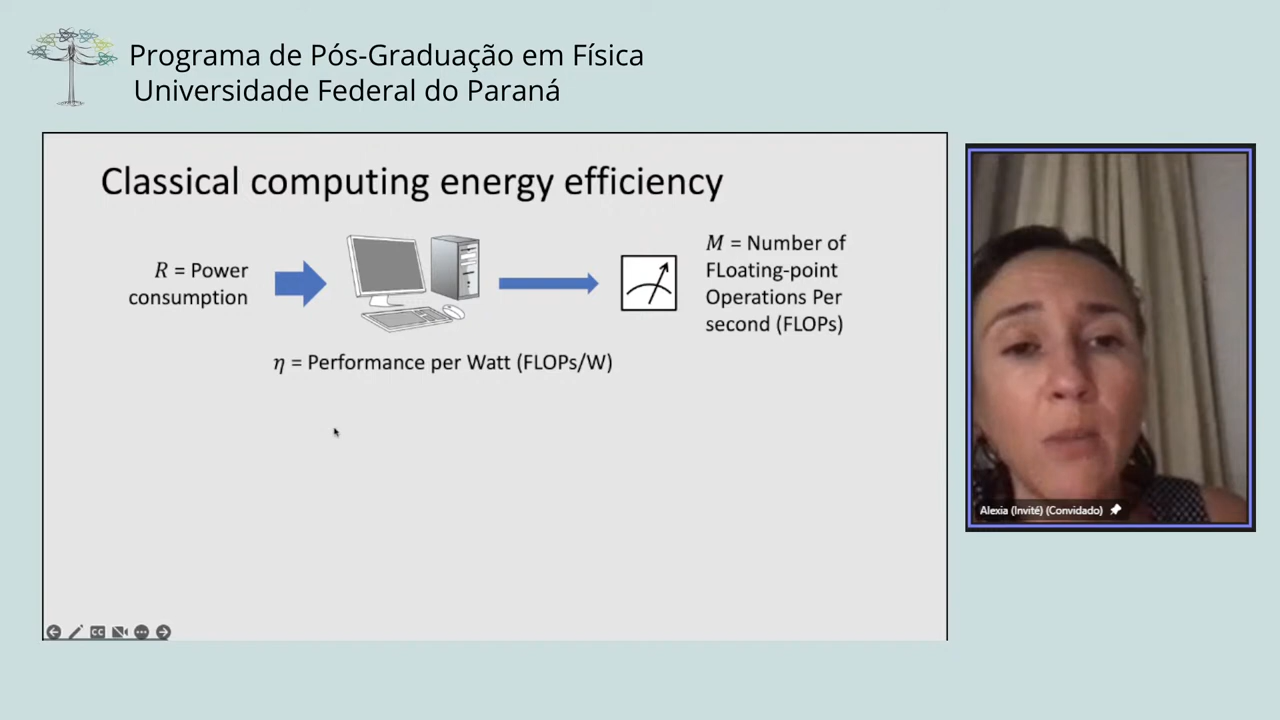 Programa de Pós-Graduação em Física
Universidade Federal do Paraná
Classical computing energy efficiency
R = Power
consumption
M = Number of
FLoating-point
Operations Per
second (FLOPs)
η = Performance per Watt (FLOPs/W)
CC
Alexia (Invité) (Convidado)